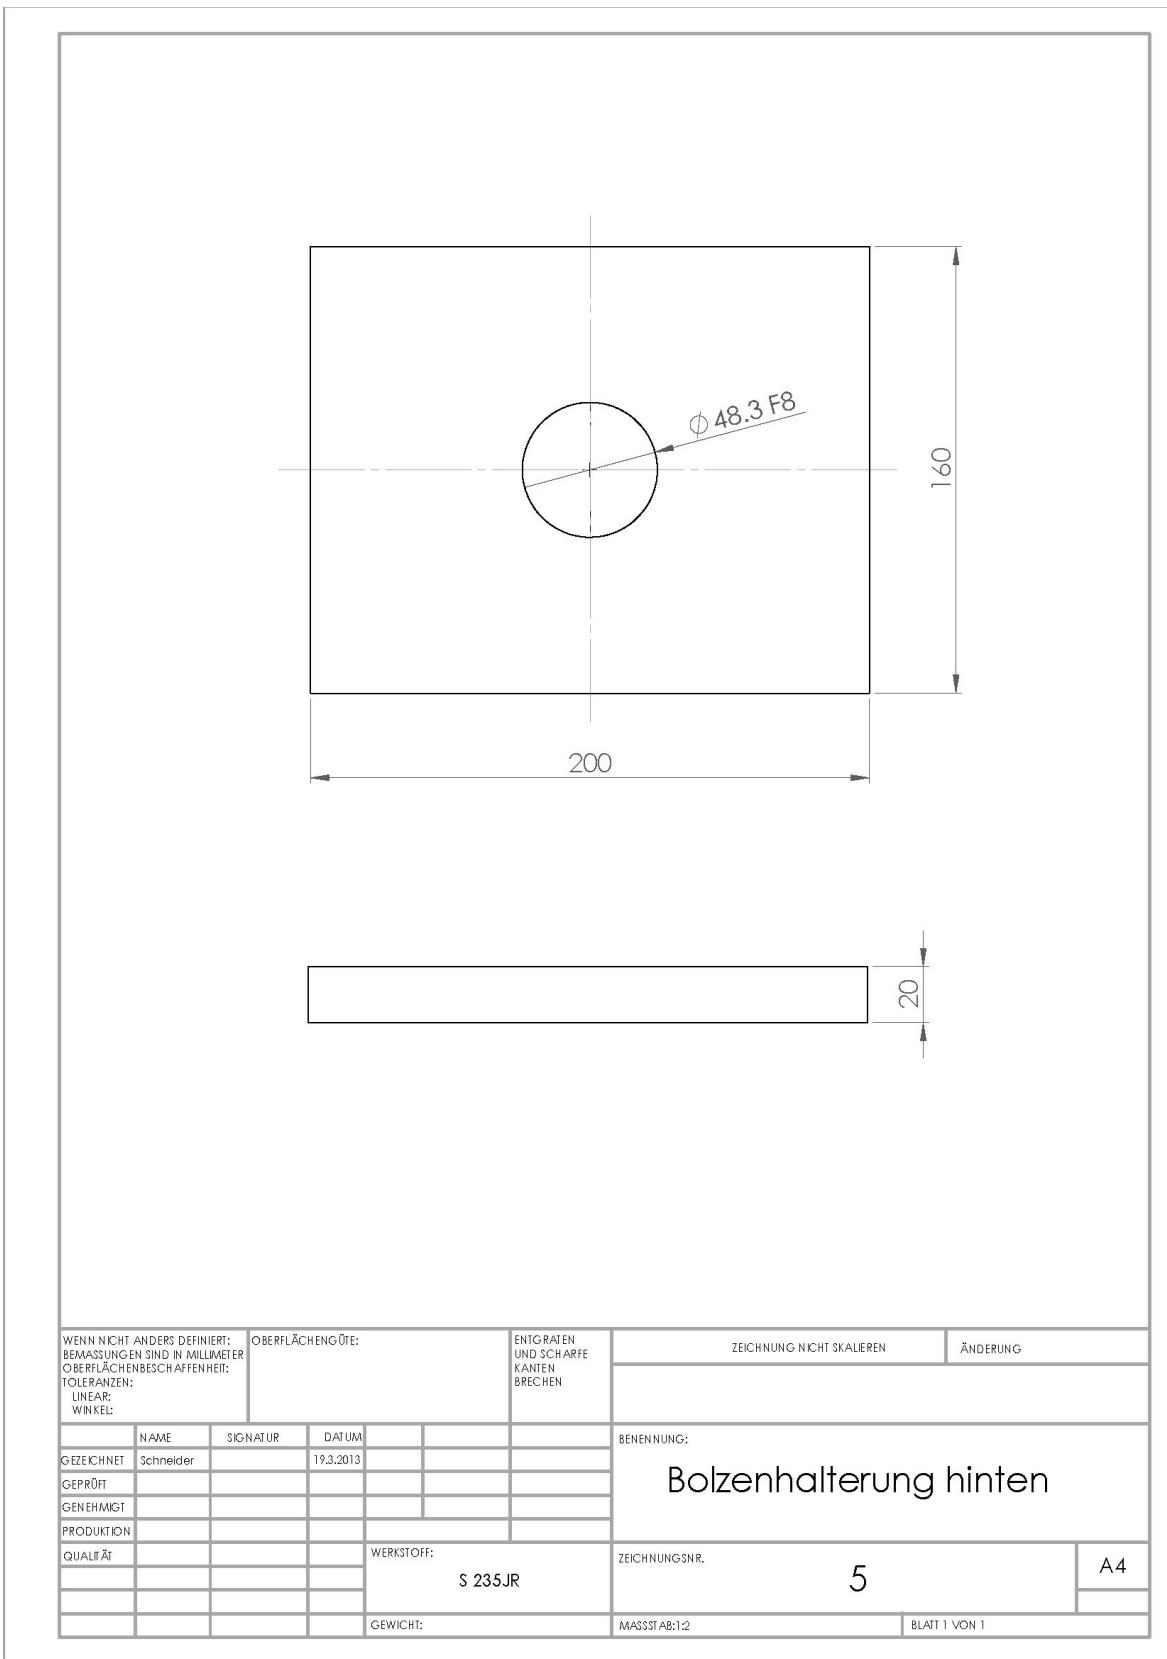 ⌀ 48.3 F8
160
200
20
WENN NICHT ANDERS DEFINIERT:
BEMASSUNGEN SIND IN MILLIMETER
OBERFLÄCHENBESCHAFFENHEIT:
TOLERANZEN:
LINEAR:
WINKEL:
OBERFLÄCHENGÜTE:
ENTGRATEN
UND SCHARFE
KANTEN
BRECHEN
ZEICHNUNG NICHT SKALIEREN
ÄNDERUNG
NAME SIGNATUR DATUM
GEZEICHNET Schneider 19.3.2013
GEPRÜFT
GENEHMIGT
PRODUKTION
QUALITÄT
BENENNUNG:
Bolzenhalterung hinten
WERKSTOFF:
S 235JR
ZEICHNUNGSNR.
5
A4
GEWICHT:
MASSSTAB:1:2
BLATT 1 VON 1